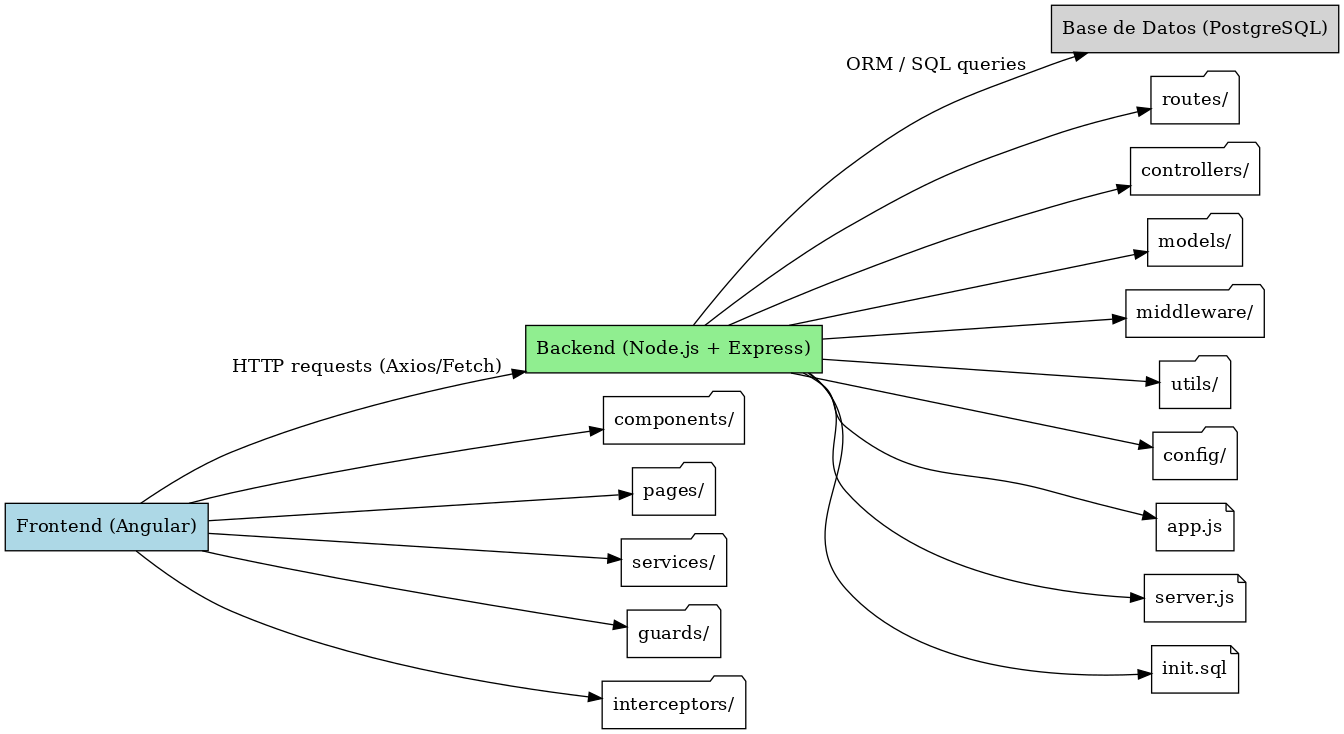 Base de Datos (PostgreSQL)
ORM / SQL queries
routes/
controllers/
models/
middleware/
Backend (Node.js + Express)
HTTP requests (Axios/Fetch)
utils/
components/
config/
pages/
Frontend (Angular)
app.js
services/
server.js
guards/
init.sql
interceptors/